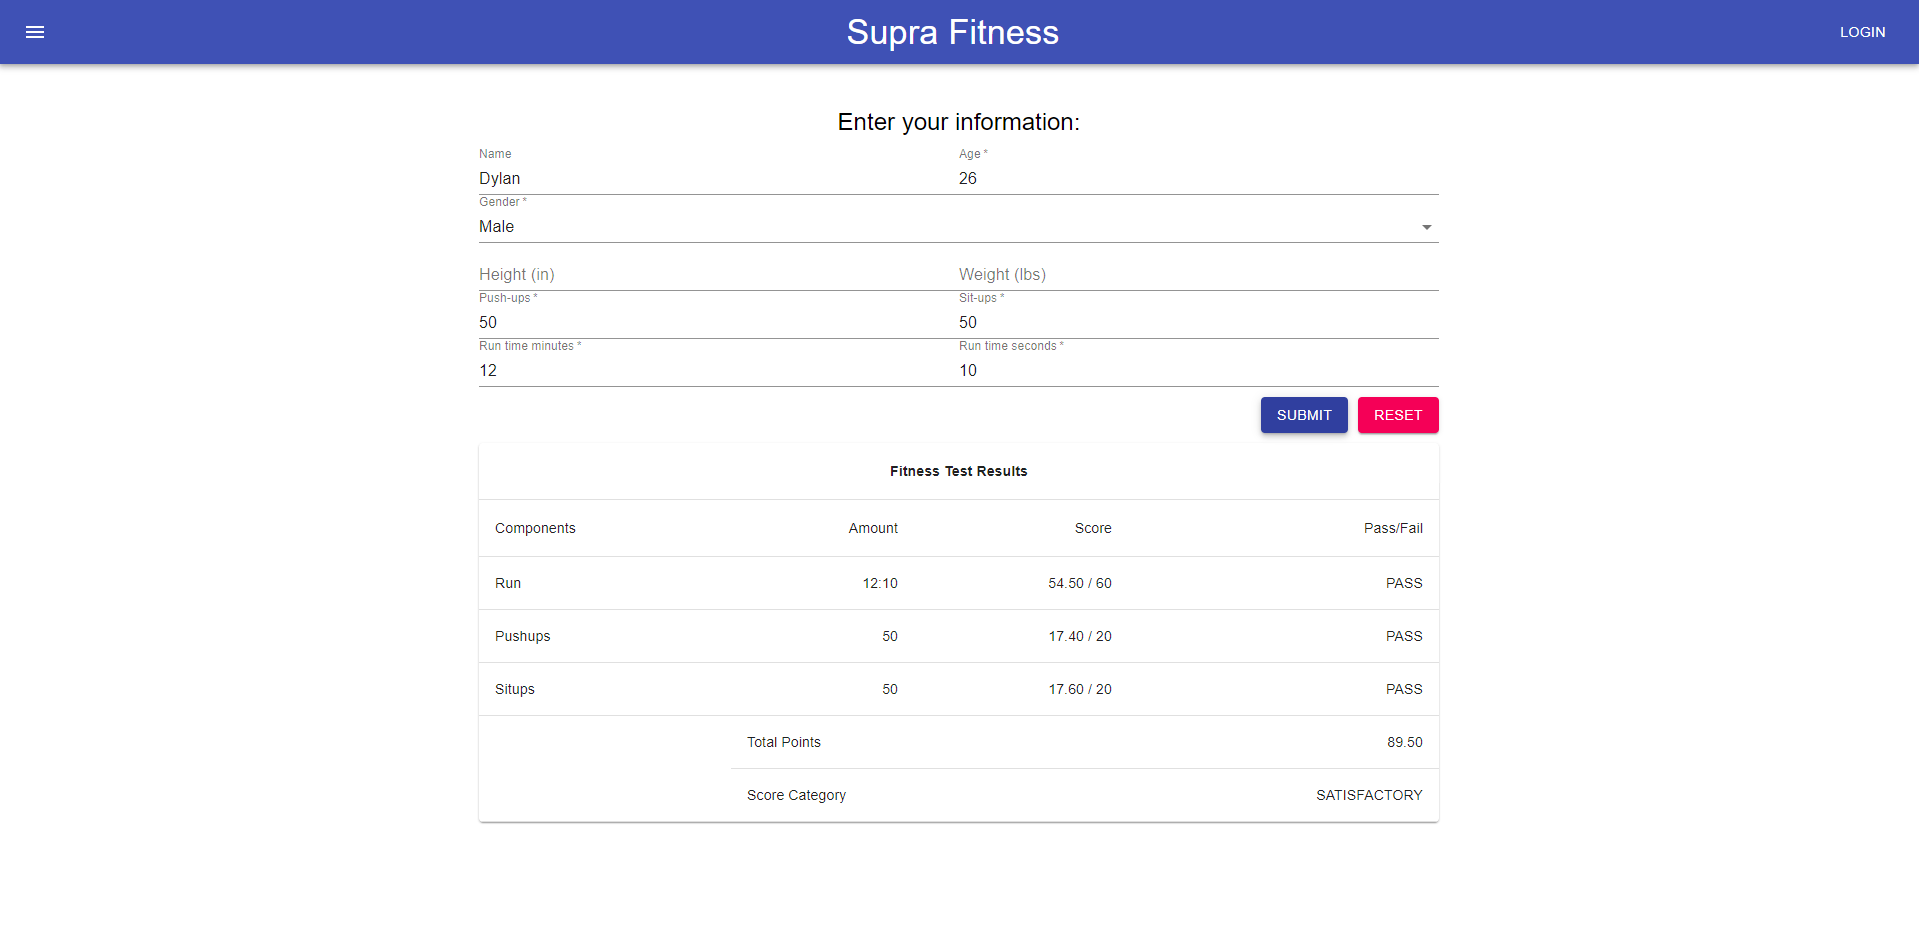 Supra Fitness
LOGIN
Enter your information:
Name Age *
Dylan 26
Gender *
Male
Height (in) Weight (lbs)
Push-ups * Sit-ups *
50 50
Run time minutes * Run time seconds *
12 10
SUBMIT RESET
Fitness Test Results
Components Amount Score Pass/Fail
Run 12:10 54.50 / 60 PASS
Pushups 50 17.40 / 20 PASS
Situps 50 17.60 / 20 PASS
Total Points 89.50
Score Category SATISFACTORY